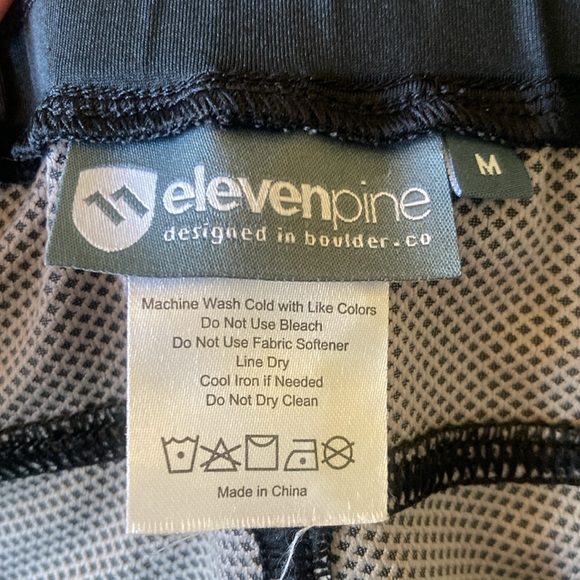 elevenpine
M
designed in boulder.co
Machine Wash Cold with Like Colors
Do Not Use Bleach
Do Not Use Fabric Softener
Line Dry
Cool Iron if Needed
Do Not Dry Clean
Made in China